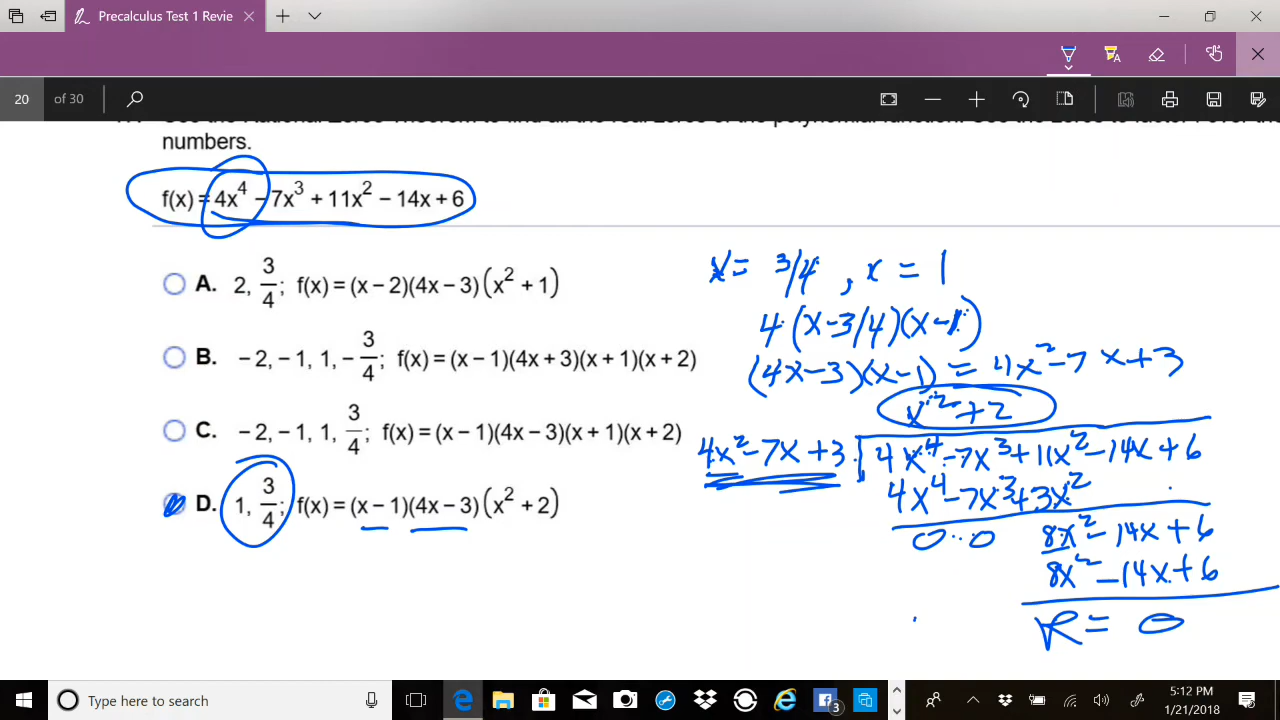 Precalculus Test 1 Revie
20 of 30
numbers.
f(x) = 4x⁴ − 7x³ + 11x² − 14x + 6
A. 2, 3/4; f(x) = (x − 2)(4x − 3)(x² + 1)
B. − 2, − 1, 1, − 3/4; f(x) = (x − 1)(4x + 3)(x + 1)(x + 2)
C. − 2, − 1, 1, 3/4; f(x) = (x − 1)(4x − 3)(x + 1)(x + 2)
D. 1, 3/4; f(x) = (x − 1)(4x − 3)(x² + 2)
x = 3/4, x = 1
4(x − 3/4)(x − 1)
(4x − 3)(x − 1) = 4x² − 7x + 3
x² + 2
4x² − 7x + 3 4x⁴ − 7x³ + 11x² − 14x + 6
4x⁴ − 7x³ + 3x²
0 0 8x² − 14x + 6
8x² − 14x + 6
R = 0
Type here to search
3
5:12 PM
1/21/2018